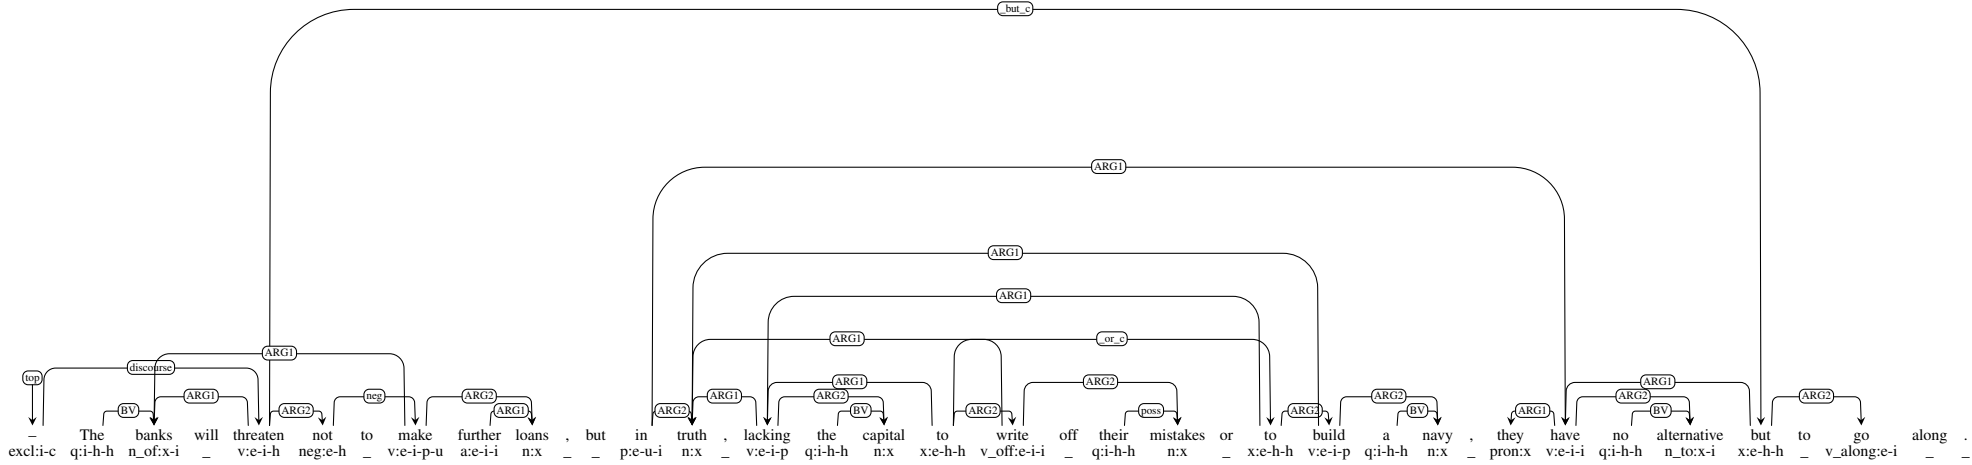 _but_c
ARG1
ARG1
ARG1
ARG1 _or_c
ARG1
discourse
top
ARG1 ARG1
ARG1 ARG2 neg ARG2 ARG1 ARG2 ARG2 ARG2 ARG2
BV ARG2 ARG1 ARG2 BV ARG2 poss ARG2 BV ARG1 BV
– The banks will threaten not to make further loans , but in truth , lacking the capital to write off their mistakes or to build a navy , they have no alternative but to go along .
excl:i-c q:i-h-h n_of:x-i _ v:e-i-h neg:e-h _ v:e-i-p-u a:e-i-i n:x _ _ p:e-u-i n:x _ v:e-i-p q:i-h-h n:x x:e-h-h v_off:e-i-i _ q:i-h-h n:x _ x:e-h-h v:e-i-p q:i-h-h n:x _ pron:x v:e-i-i q:i-h-h n_to:x-i x:e-h-h _ v_along:e-i _ _